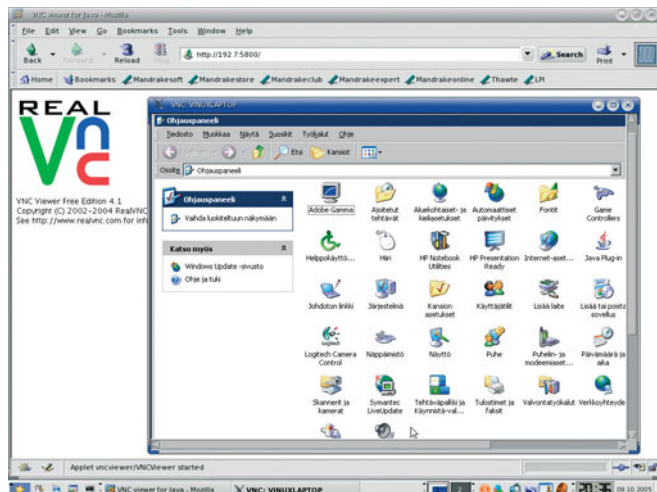 VNC viewer for Java - Mozilla
File Edit View Go Bookmarks Tools Window Help
Back Forward Reload Stop http://192.7:5800/ Search Print
Home Bookmarks Mandrakesoft Mandrakestore Mandrakeclub Mandrakeexpert Mandrakeonline Thawte LPI
REAL
Vnc
VNC Viewer Free Edition 4.1
Copyright (C) 2002-2004 RealVNC
See http://www.realvnc.com for
VNC: VINUXLAPTOP
Ohjauspaneeli
Tiedosto Muokkaa Näytä Suosikit Työkalut Ohje
Etsi Kansiot
Osoite Ohjauspaneeli
Ohjauspaneeli
Vaihda luokiteltuun näkymään
Katso myös
Windows Update -sivusto
Ohje ja tuki
Adobe Gamma
Ajoitetut tehtävät
Aluekohtaiset- ja kieliasetukset
Automaattiset päivitykset
Fontit
Game Controllers
Helppokäyttö...
Hiiri
HP Notebook Utilities
HP Presentation Ready
Internet-aset...
Java Plug-in
Johdoton linkki
Järjestelmä
Kansion asetukset
Käyttäjätilit
Lisää laite
Lisää tai poista sovellus
Logitech Camera Control
Näppäimistö
Näyttö
Puhe
Puhelin- ja modeemiaset...
Päivämäärä ja aika
Skannerit ja kamerat
Symantec LiveUpdate
Tehtäväpalkki ja Käynnistä-val...
Tulostimet ja faksit
Valvontatyökalut
Verkkoyhteyde
Applet vncviewer/VNCViewer started
VNC viewer for Java - Mozilla
VNC: VINUXLAPTOP
2
09.10.2005